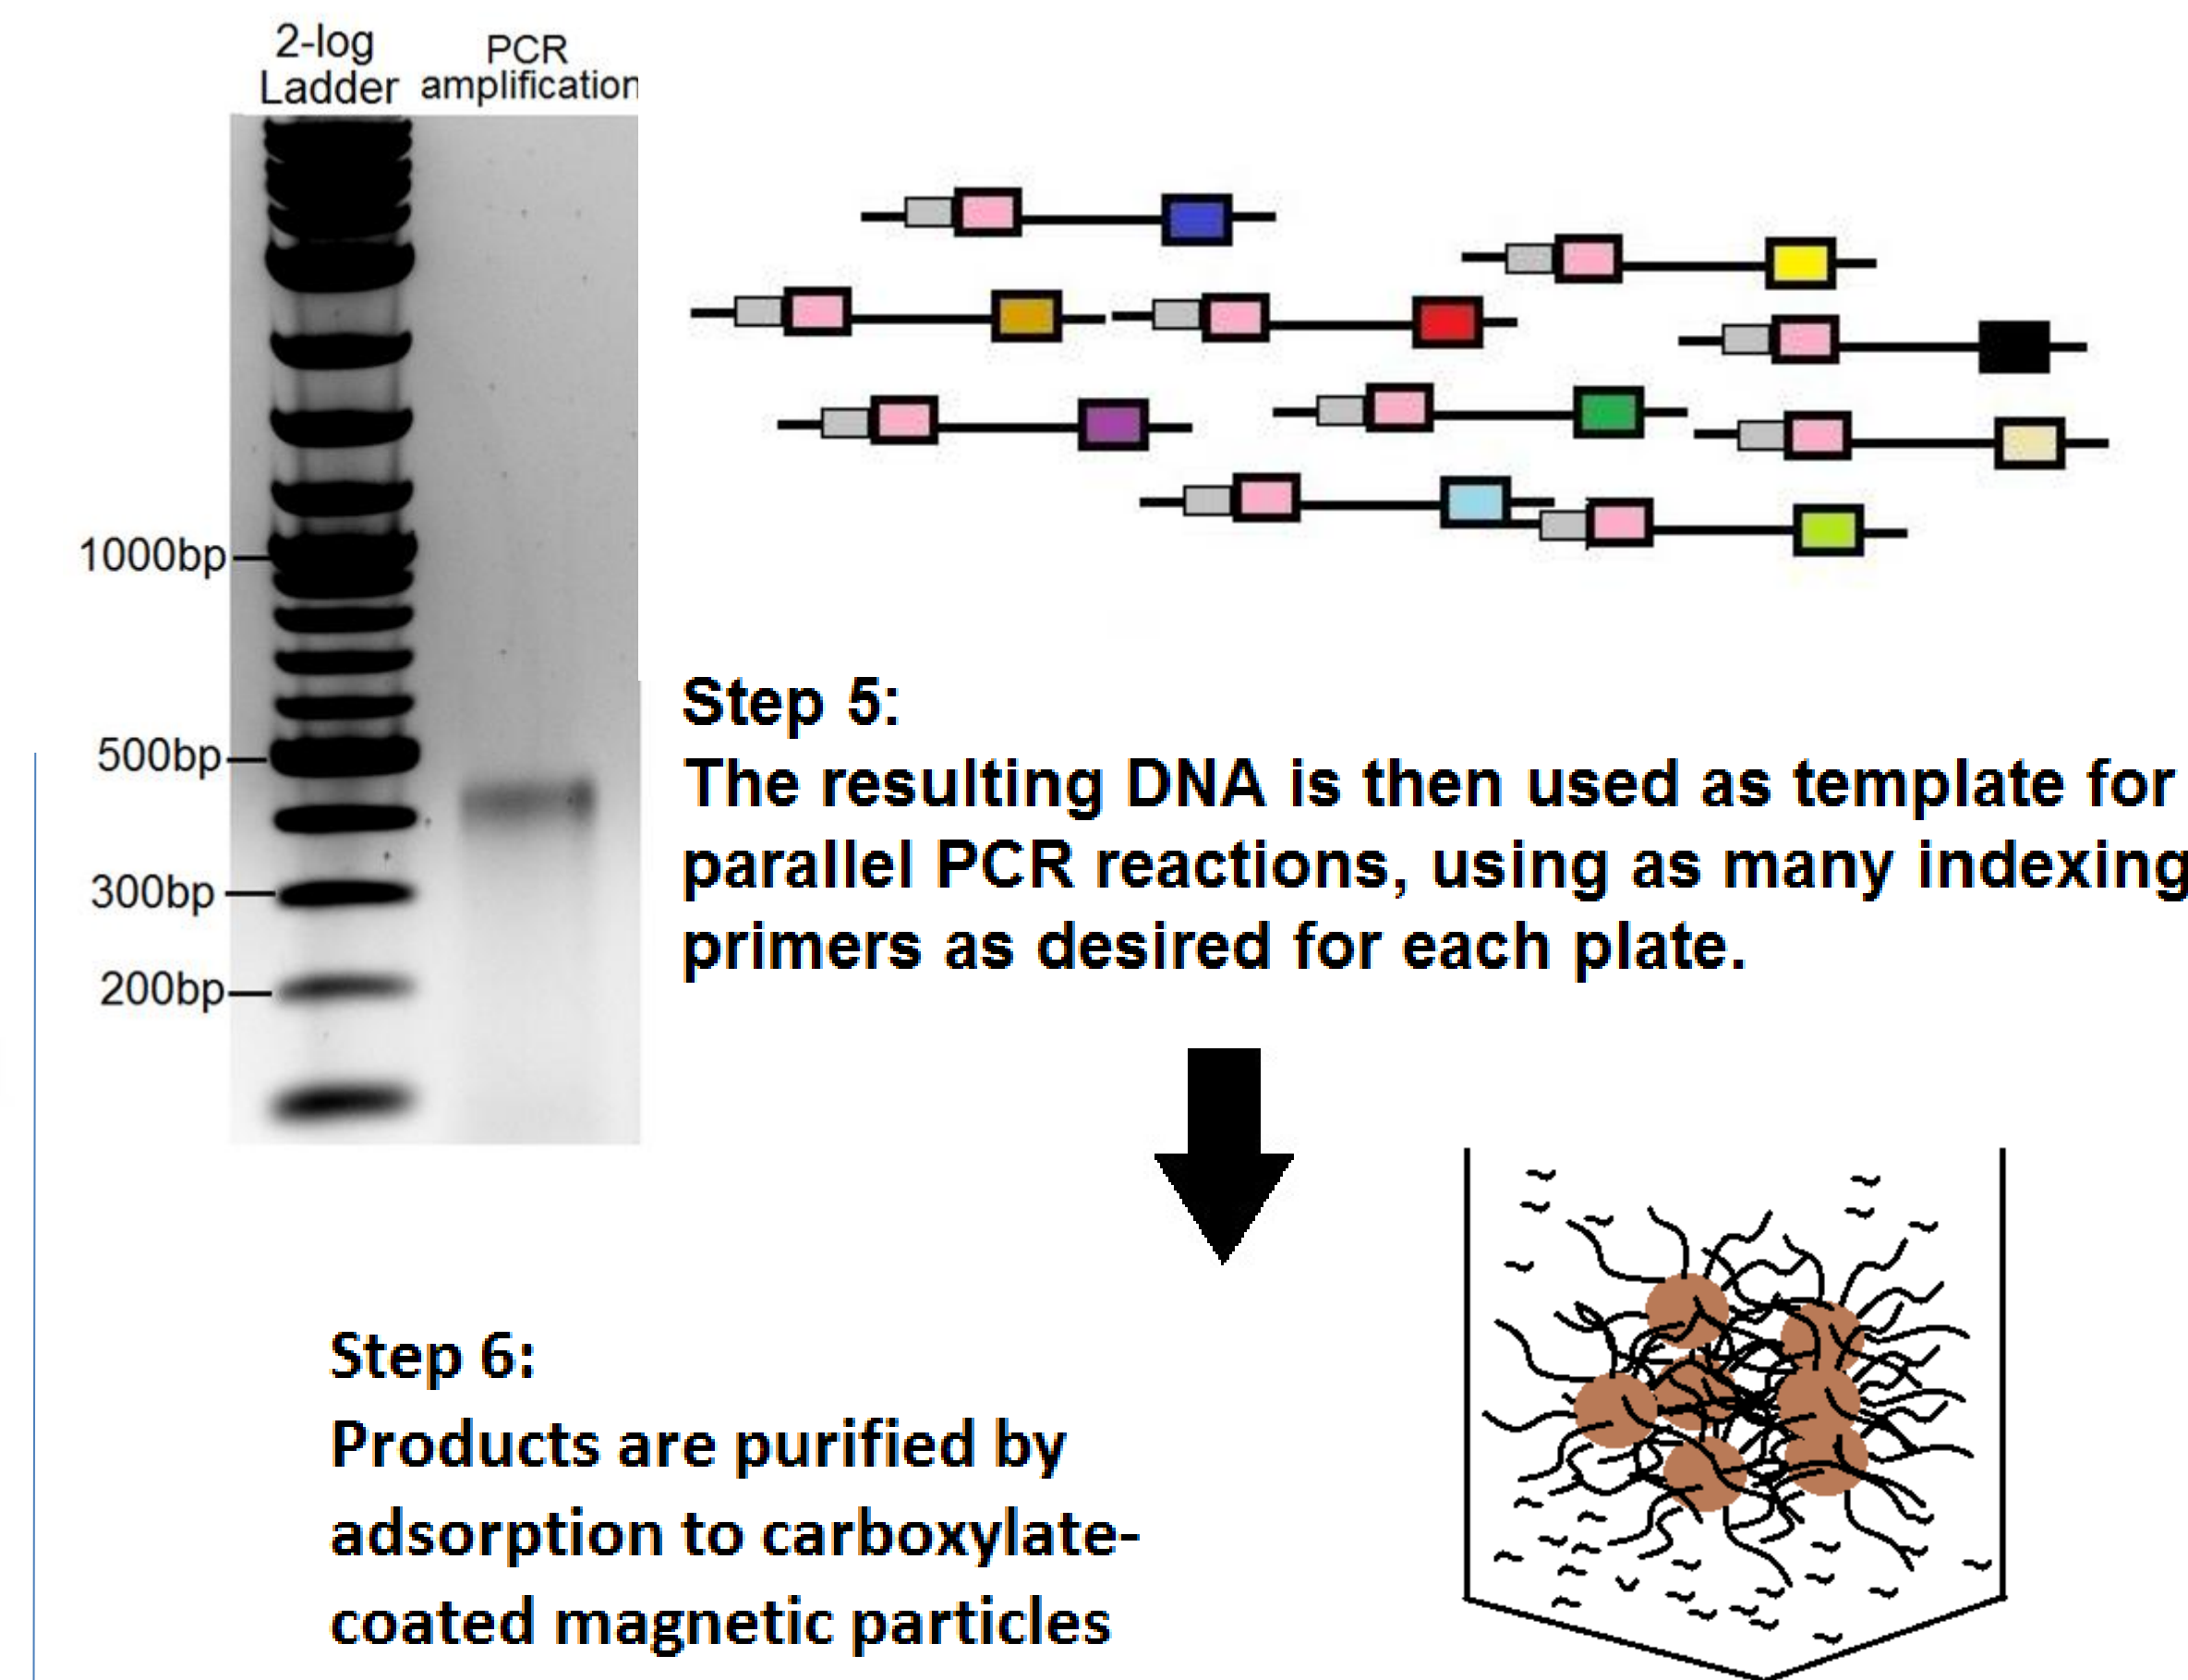 2-log
Ladder
PCR
amplification
1000bp
500bp
300bp
200bp
Step 5:
The resulting DNA is then used as template for
parallel PCR reactions, using as many indexing
primers as desired for each plate.
Step 6:
Products are purified by
adsorption to carboxylate-
coated magnetic particles